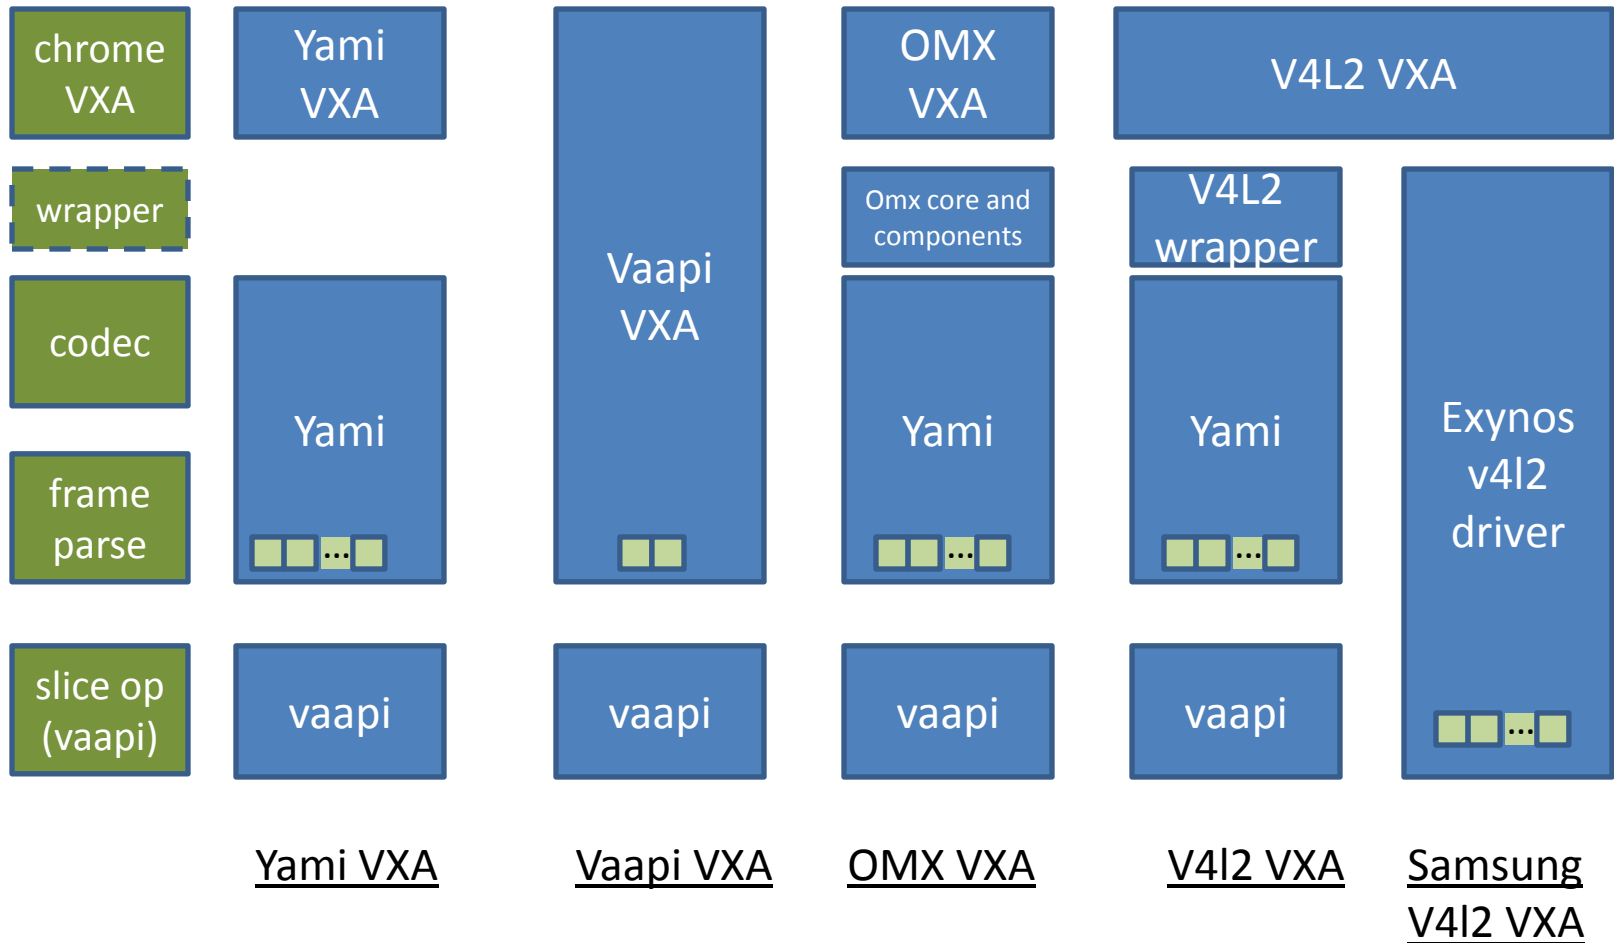 chrome
VXA
Yami
VXA
OMX
VXA
V4L2 VXA
wrapper
Omx core and
components
V4L2
wrapper
Vaapi
VXA
codec
Yami
Yami
Yami
Exynos
v4l2
driver
frame
parse
...
...
...
slice op
(vaapi)
vaapi
vaapi
vaapi
vaapi
...
Yami VXA
Vaapi VXA
OMX VXA
V4l2 VXA
Samsung
V4l2 VXA